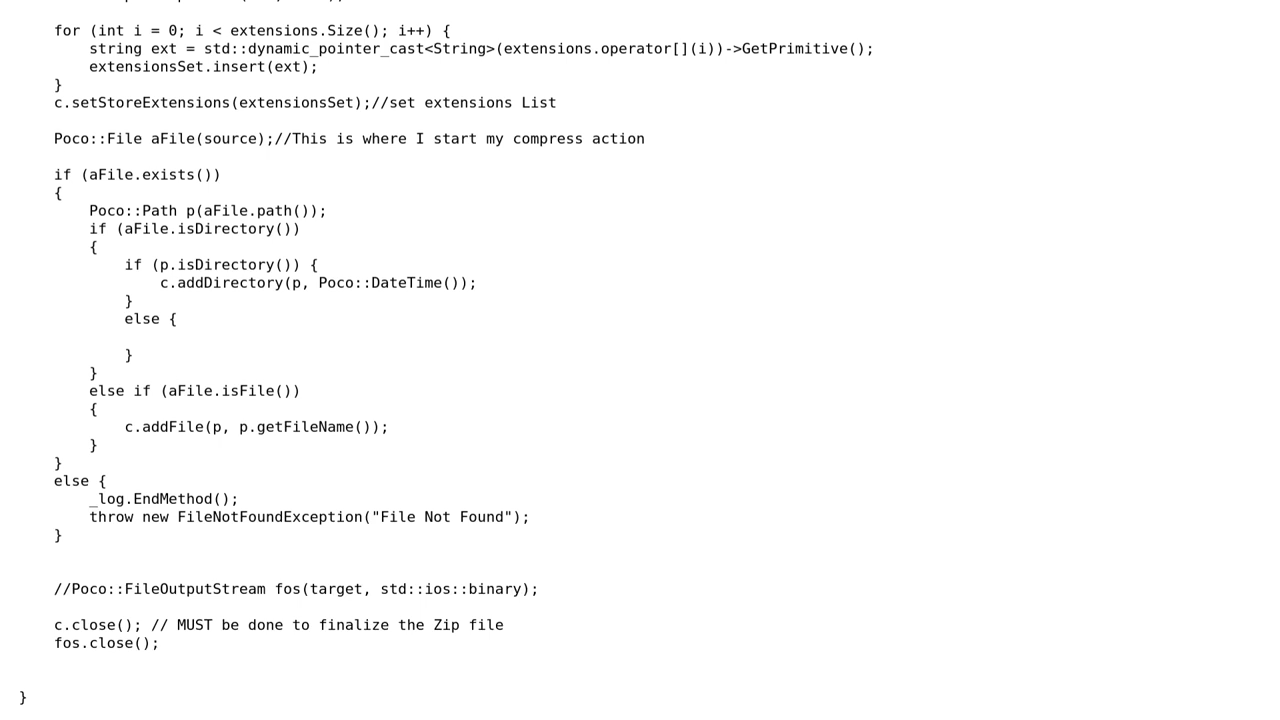 for (int i = 0; i < extensions.Size(); i++) {
string ext = std::dynamic_pointer_cast<String>(extensions.operator[](i))->GetPrimitive();
extensionsSet.insert(ext);
}
c.setStoreExtensions(extensionsSet);//set extensions List
Poco::File aFile(source);//This is where I start my compress action
if (aFile.exists())
{
Poco::Path p(aFile.path());
if (aFile.isDirectory())
{
if (p.isDirectory()) {
c.addDirectory(p, Poco::DateTime());
}
else {
}
}
else if (aFile.isFile())
{
c.addFile(p, p.getFileName());
}
}
else {
_log.EndMethod();
throw new FileNotFoundException("File Not Found");
}
//Poco::FileOutputStream fos(target, std::ios::binary);
c.close(); // MUST be done to finalize the Zip file
fos.close();
}